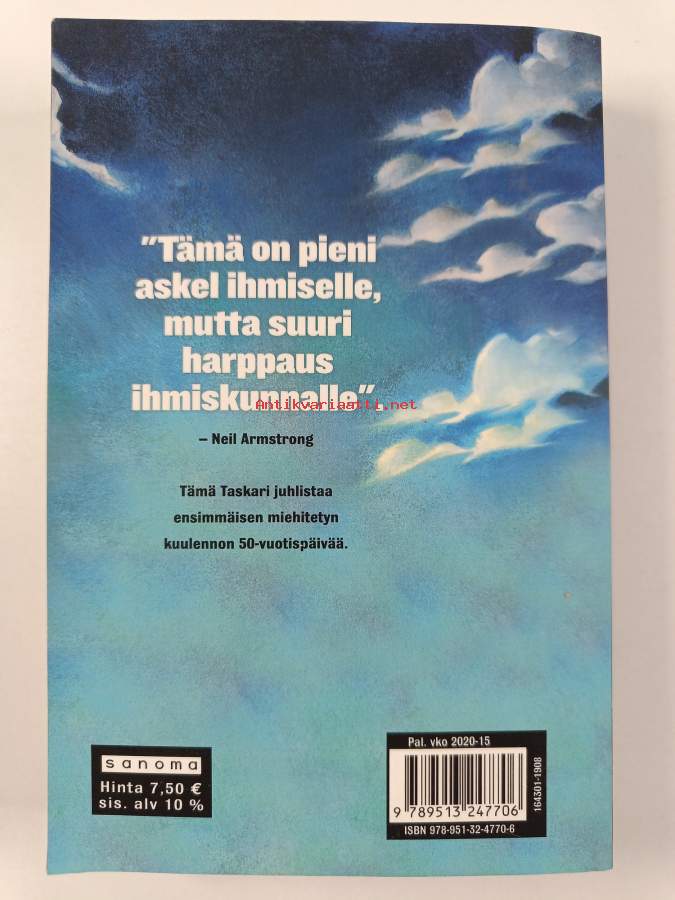 "Tämä on pieni
askel ihmiselle,
mutta suuri
harppaus
ihmiskunnalle"
Antikvariaatti.net
– Neil Armstrong
Tämä Taskari juhlistaa
ensimmäisen miehitetyn
kuulennon 50-vuotispäivää.
sanoma
Hinta 7,50 €
sis. alv 10 %
Pal. vko 2020-15
9 789513 247706
ISBN 978-951-32-4770-6
164301-1908